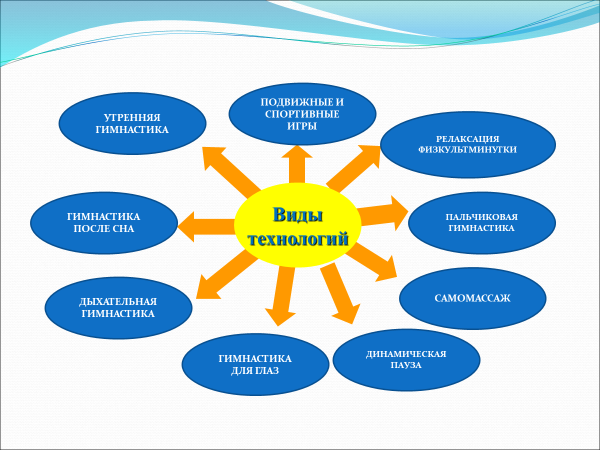 ПОДВИЖНЫЕ И
СПОРТИВНЫЕ
ИГРЫ
УТРЕННЯЯ
ГИМНАСТИКА
РЕЛАКСАЦИЯ
ФИЗКУЛЬТМИНУТКИ
ГИМНАСТИКА
ПОСЛЕ СНА
Виды
технологий
ПАЛЬЧИКОВАЯ
ГИМНАСТИКА
ДЫХАТЕЛЬНАЯ
ГИМНАСТИКА
САМОМАССАЖ
ГИМНАСТИКА
ДЛЯ ГЛАЗ
ДИНАМИЧЕСКАЯ
ПАУЗА